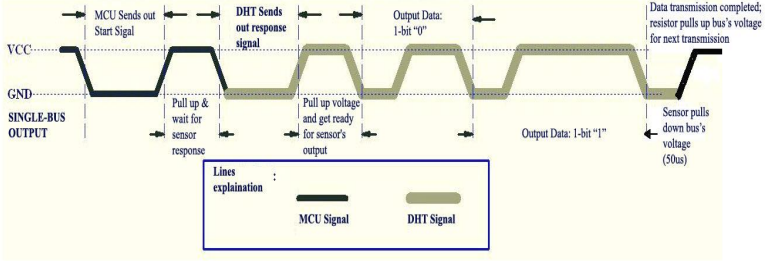 MCU Sends out
Start Sigal
DHT Sends
out response
signal
Output Data:
1-bit "0"
Data transmission completed;
resistor pulls up bus's voltage
for next transmission
VCC
GND
SINGLE-BUS
OUTPUT
Pull up &
wait for
sensor
response
Pull up voltage
and get ready
for sensor's
output
Output Data: 1-bit "1"
Sensor pulls
down bus's
voltage
(50us)
Lines
explaination
:
MCU Signal
DHT Signal